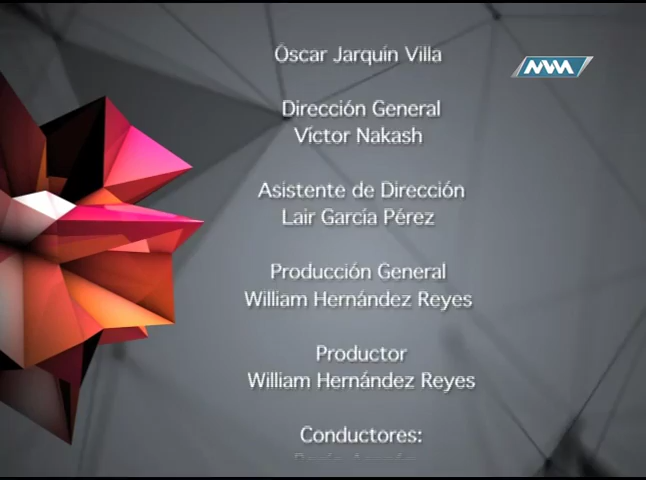 Óscar Jarquín Villa
MVM
Dirección General
Víctor Nakash
Asistente de Dirección
Lair García Pérez
Producción General
William Hernández Reyes
Productor
William Hernández Reyes
Conductores: